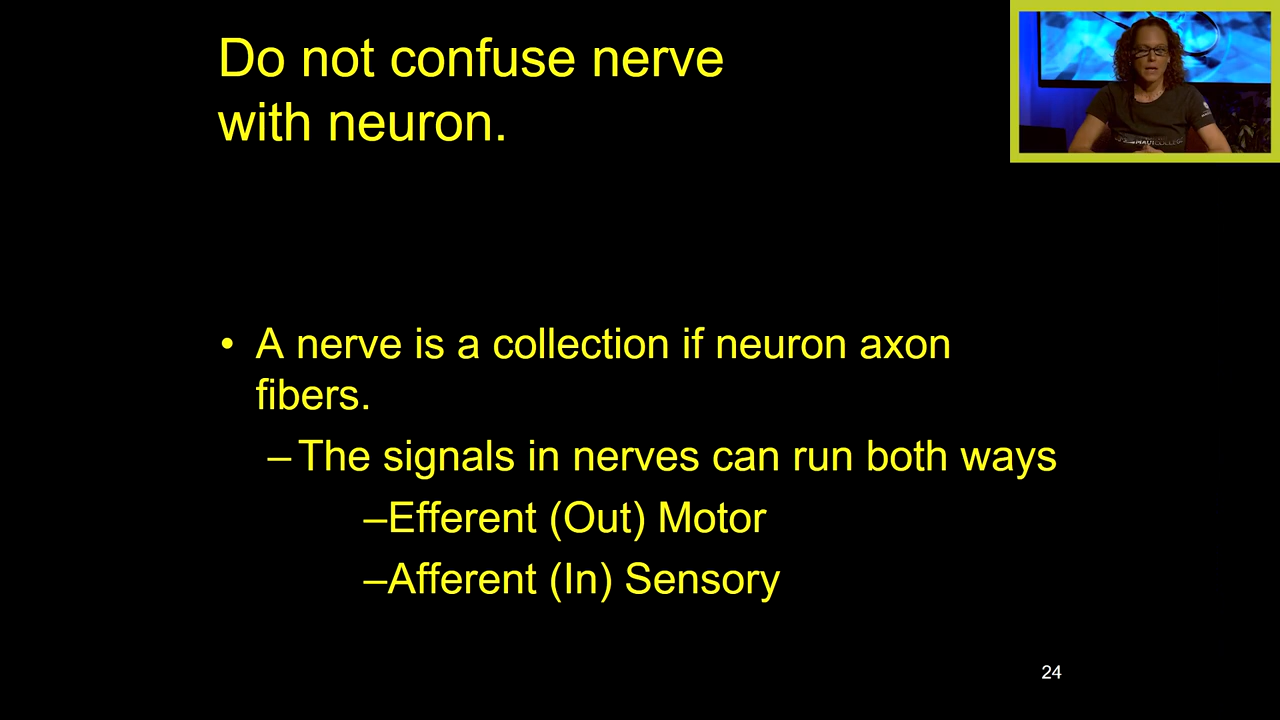 Do not confuse nerve
with neuron.
• A nerve is a collection if neuron axon
fibers.
– The signals in nerves can run both ways
–Efferent (Out) Motor
–Afferent (In) Sensory
24